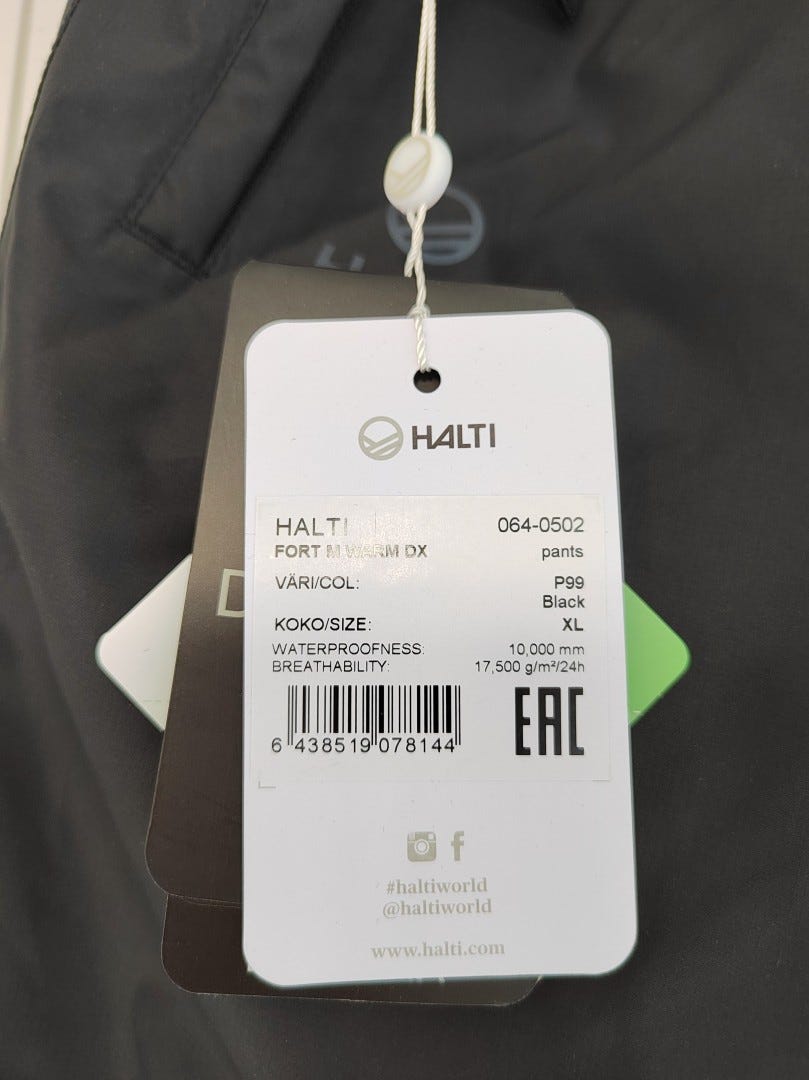 HALTI
HALTI 064-0502
FORT M WARM DX pants
VÄRI/COL: P99
Black
KOKO/SIZE: XL
WATERPROOFNESS: 10,000 mm
BREATHABILITY: 17,500 g/m²/24h
6 438519 078144
EAC
#haltiworld
@haltiworld
www.halti.com